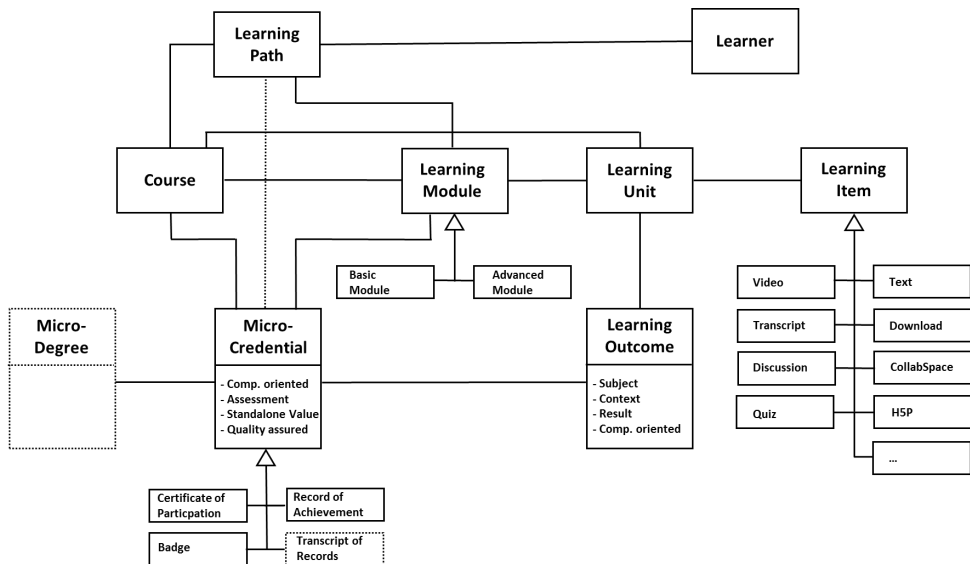 Learning
Path
Learner
Course
Learning
Module
Learning
Unit
Learning
Item
Basic
Module
Advanced
Module
Video
Text
Transcript
Download
Discussion
CollabSpace
Quiz
H5P
...
Micro-
Degree
Micro-
Credential
- Comp. oriented
- Assessment
- Standalone Value
- Quality assured
Learning
Outcome
- Subject
- Context
- Result
- Comp. oriented
Certificate of
Particpation
Record of
Achievement
Badge
Transcript of
Records